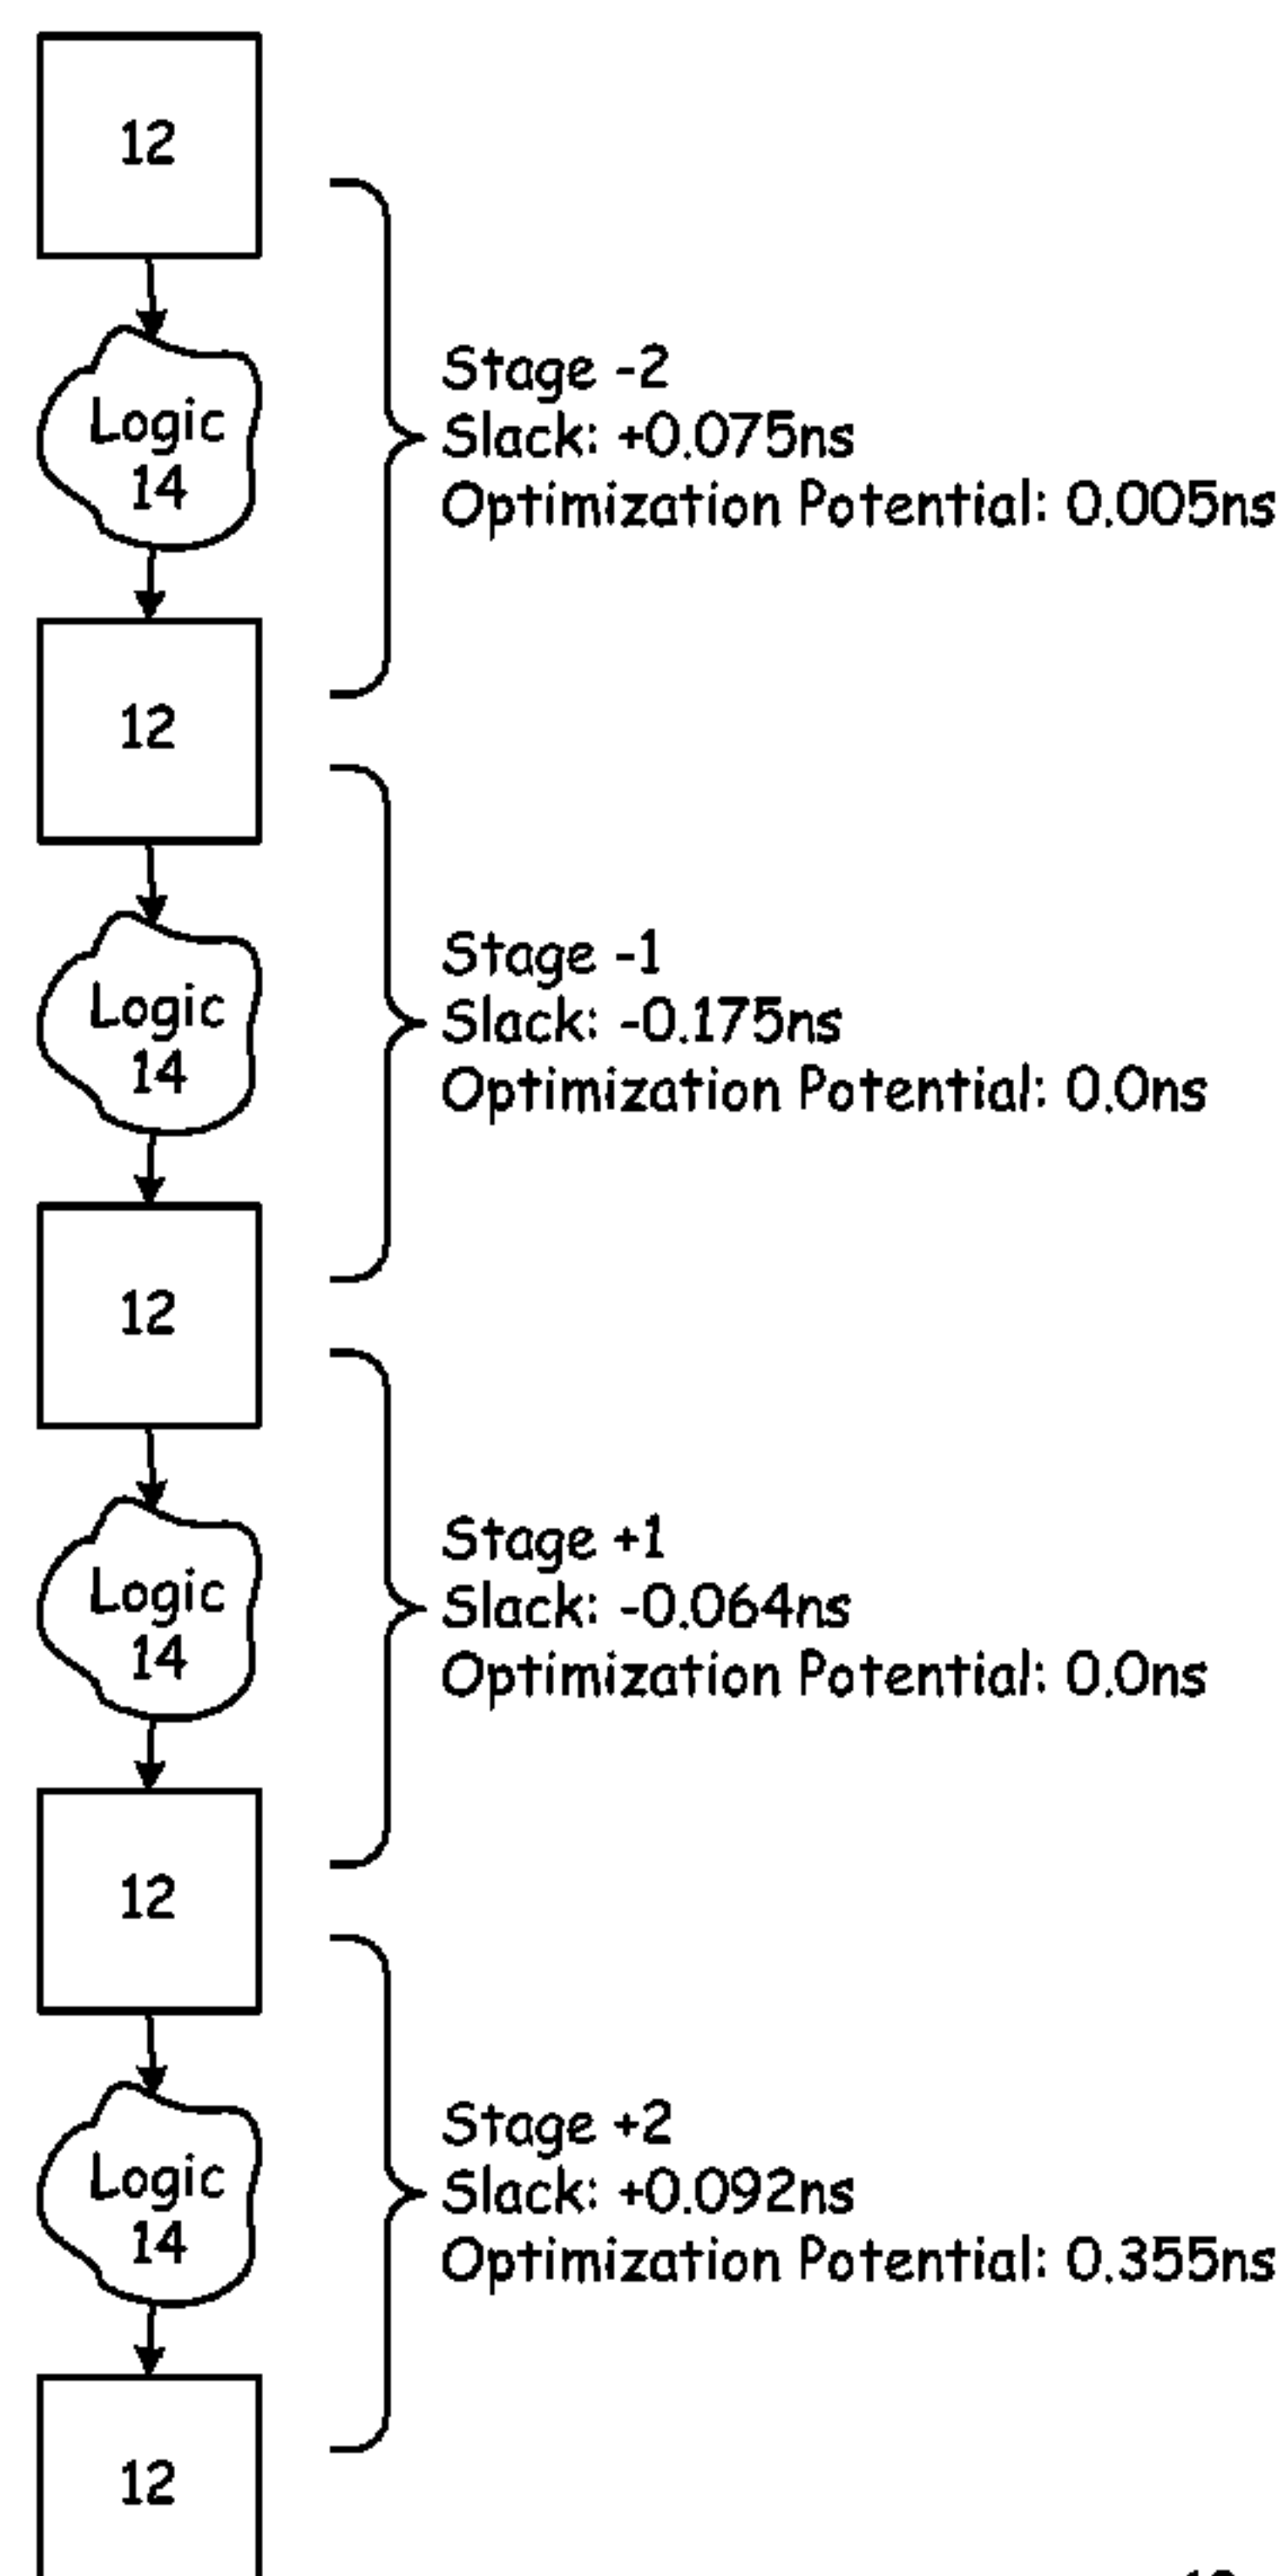 12
Logic
14
Stage -2
Slack: +0.075ns
Optimization Potential: 0.005ns
12
Logic
14
Stage -1
Slack: -0.175ns
Optimization Potential: 0.0ns
12
Logic
14
Stage +1
Slack: -0.064ns
Optimization Potential: 0.0ns
12
Logic
14
Stage +2
Slack: +0.092ns
Optimization Potential: 0.355ns
12